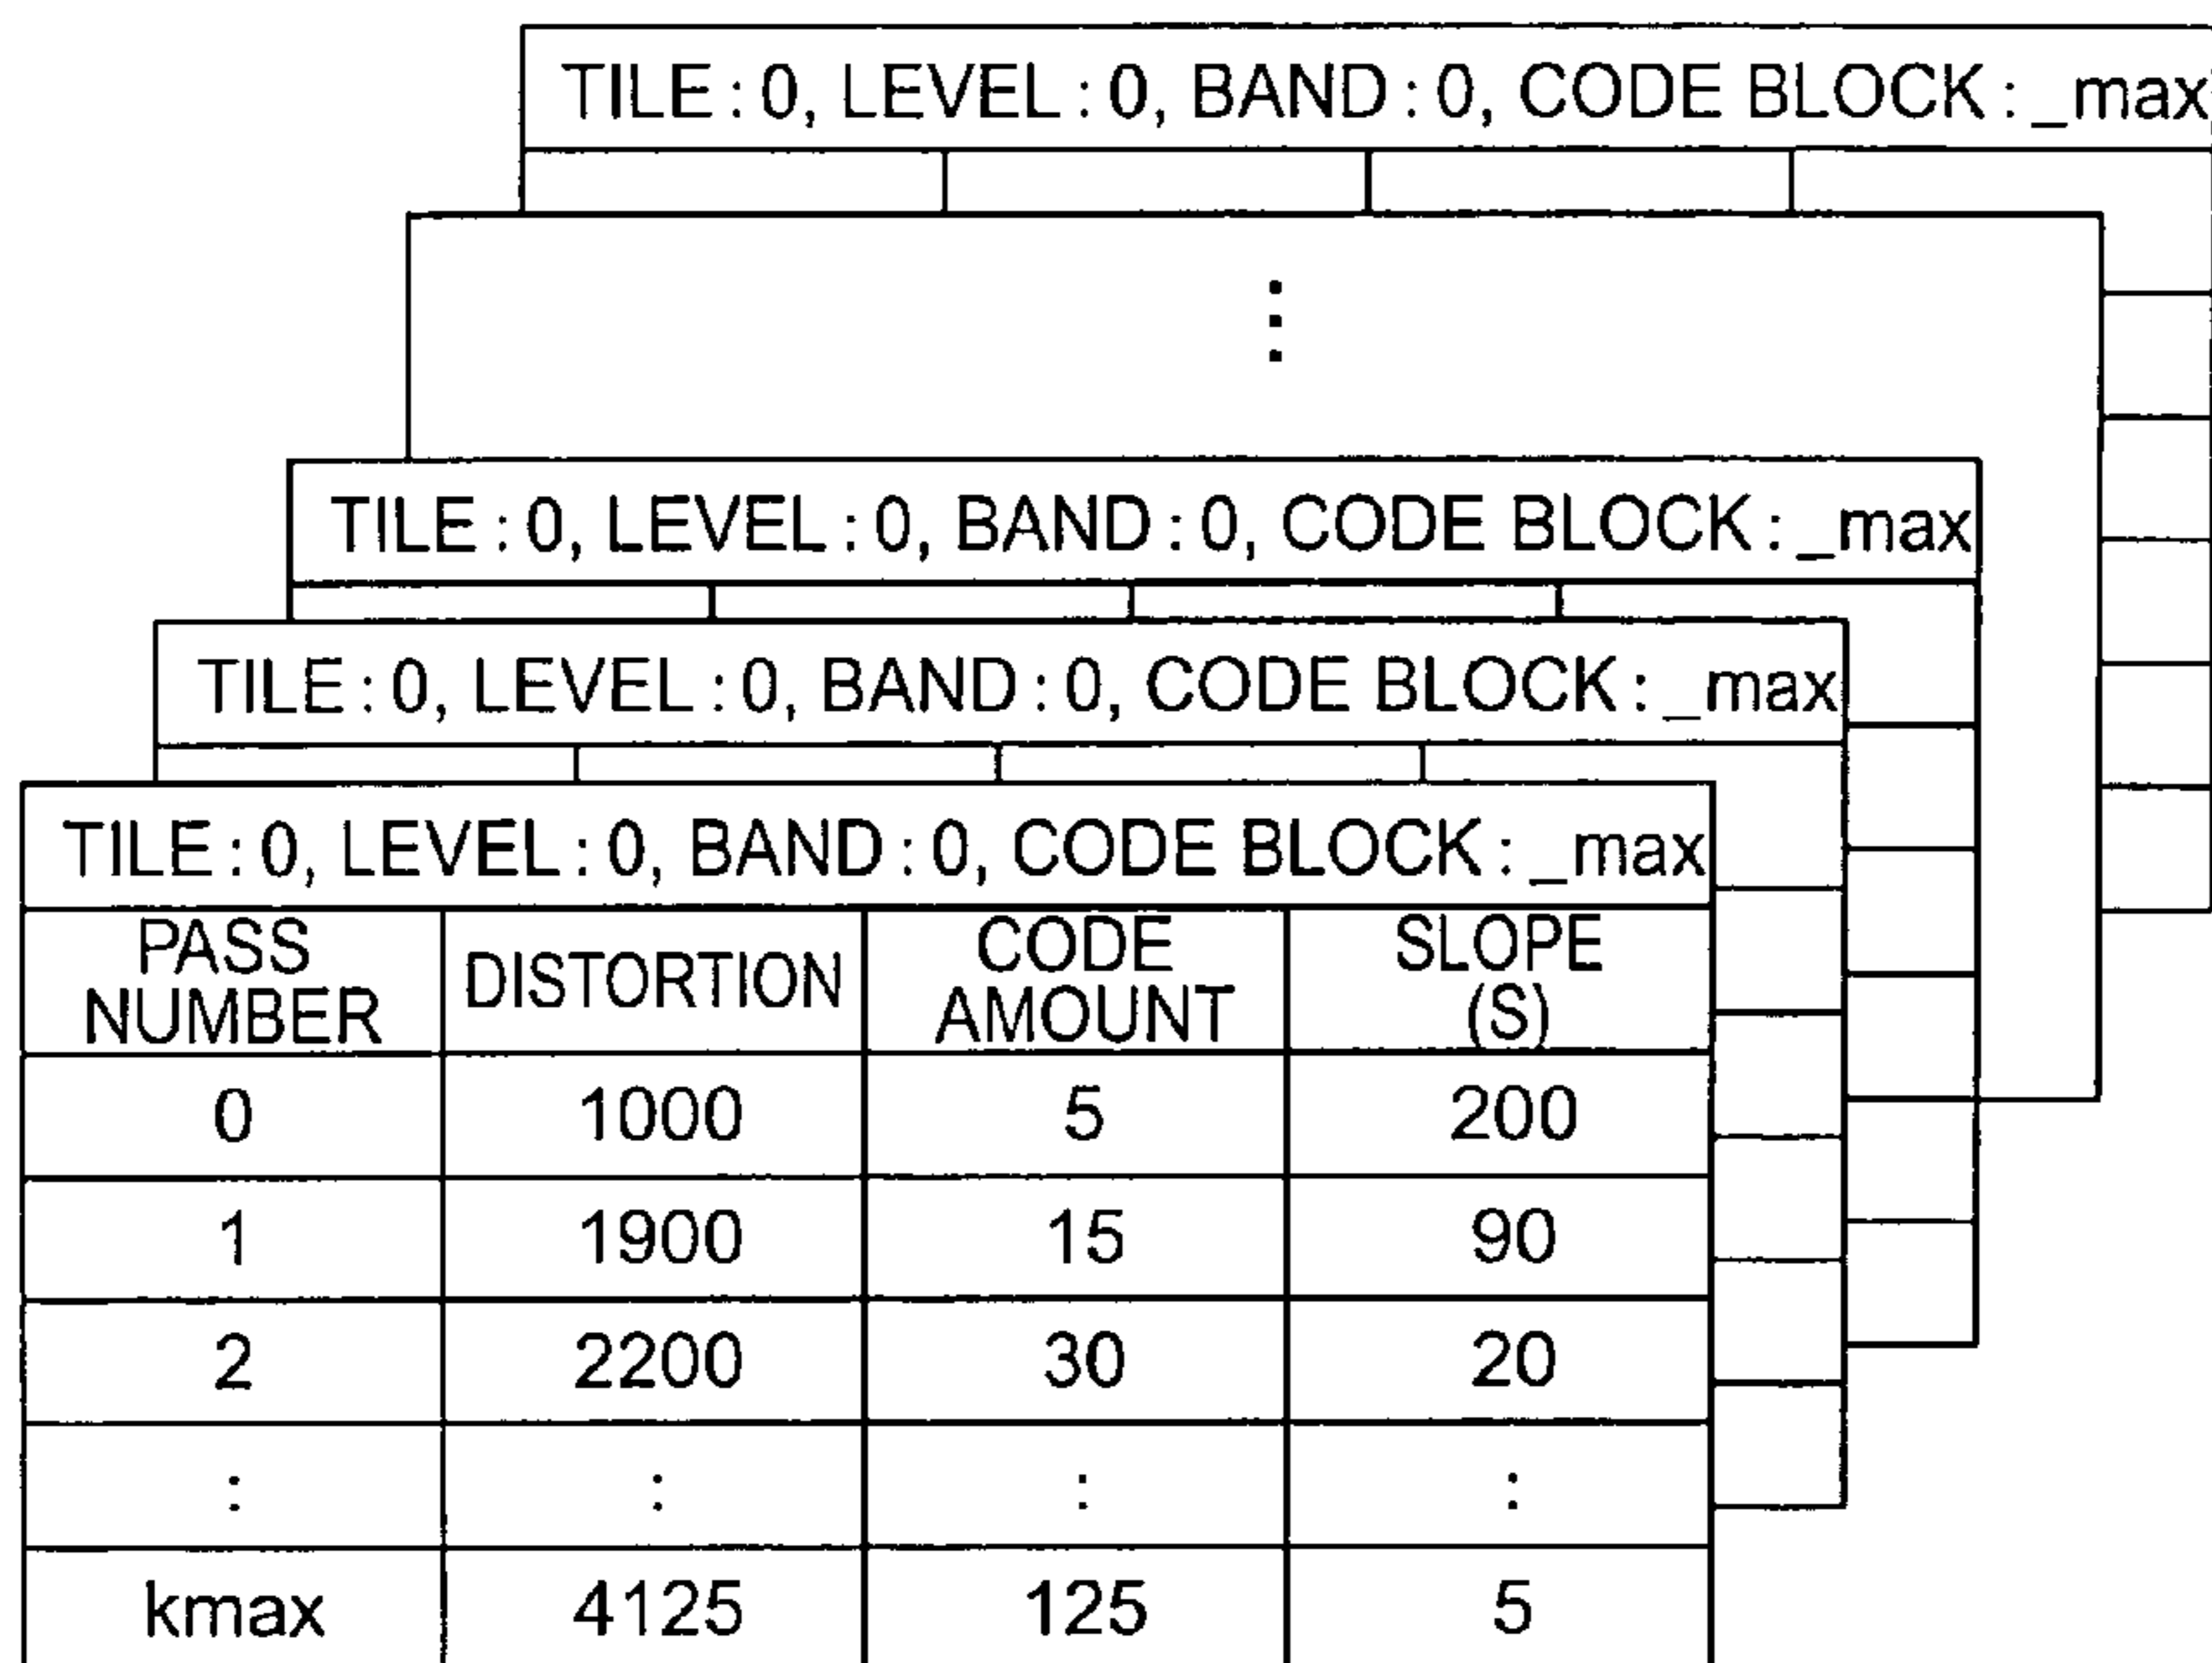 TILE : 0, LEVEL : 0, BAND : 0, CODE BLOCK : _max
:
TILE : 0, LEVEL : 0, BAND : 0, CODE BLOCK : _max
TILE : 0, LEVEL : 0, BAND : 0, CODE BLOCK : _max
TILE : 0, LEVEL : 0, BAND : 0, CODE BLOCK : _max
PASS NUMBER DISTORTION CODE AMOUNT SLOPE (S)
0 1000 5 200
1 1900 15 90
2 2200 30 20
: : : :
kmax 4125 125 5